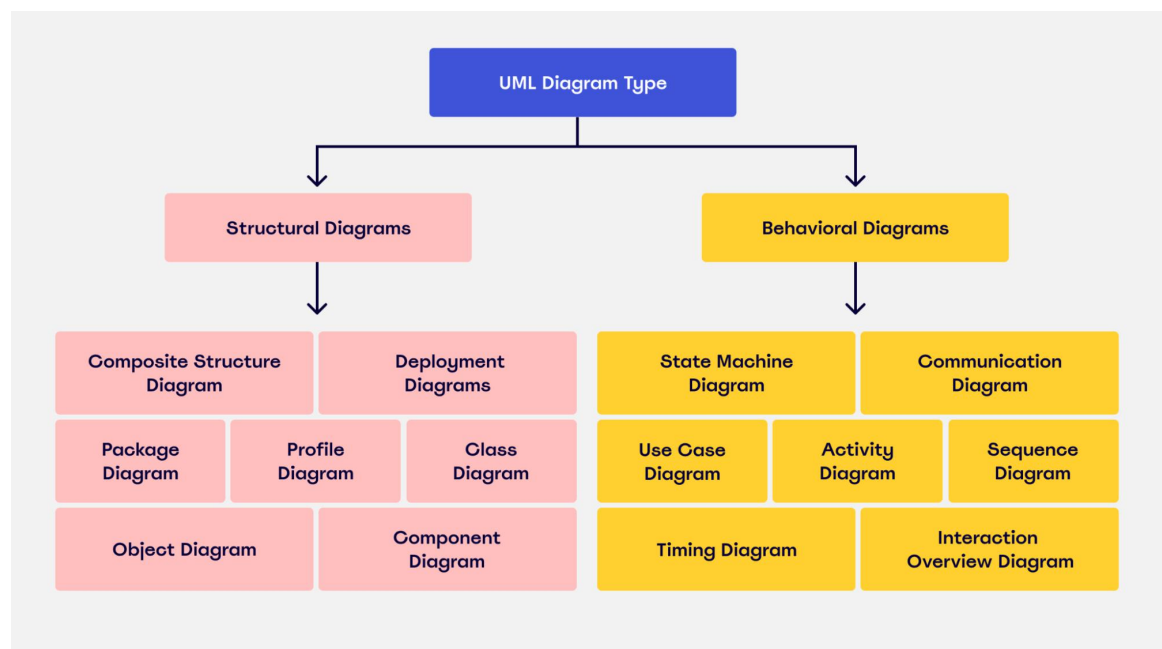 UML Diagram Type
Structural Diagrams
Behavioral Diagrams
Composite Structure
Diagram
Deployment
Diagrams
Package
Diagram
Profile
Diagram
Class
Diagram
Object Diagram
Component
Diagram
State Machine
Diagram
Communication
Diagram
Use Case
Diagram
Activity
Diagram
Sequence
Diagram
Timing Diagram
Interaction
Overview Diagram